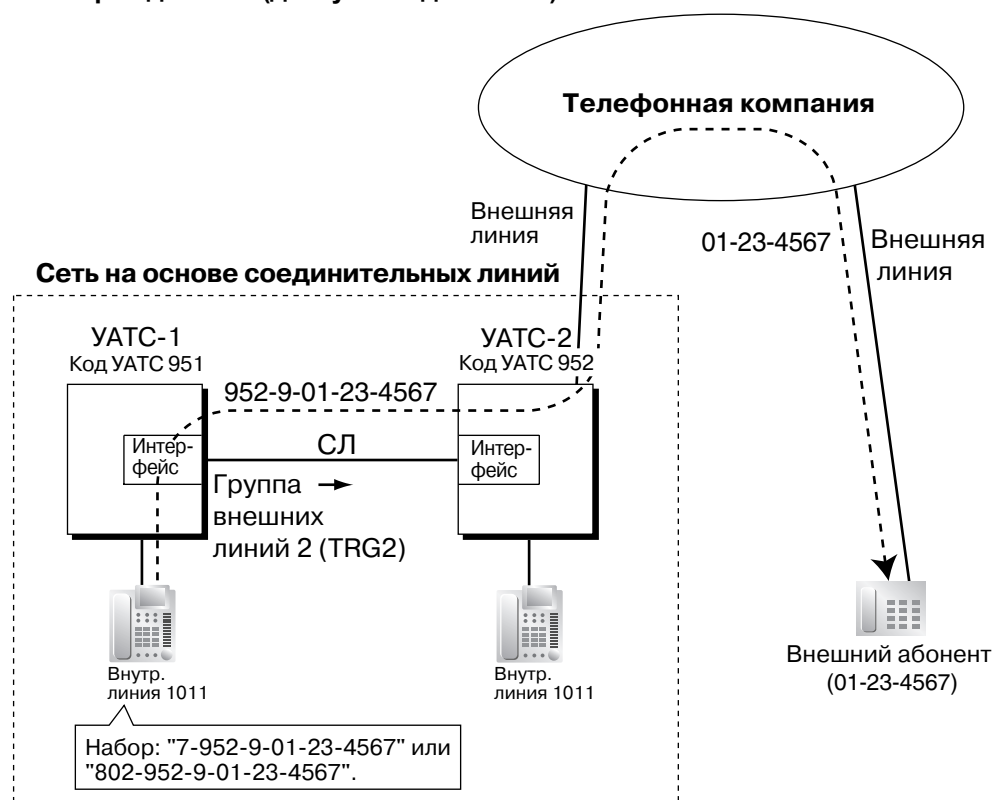 Телефонная компания
Внешняя
линия
01-23-4567
Внешняя
линия
Сеть на основе соединительных линий
УАТС-1
Код УАТС 951
УАТС-2
Код УАТС 952
952-9-01-23-4567
Интер-
фейс
СЛ
Интер-
фейс
Группа
внешних
линий 2 (TRG2)
Внутр.
линия 1011
Внутр.
линия 1011
Внешний абонент
(01-23-4567)
Набор: "7-952-9-01-23-4567" или
"802-952-9-01-23-4567".